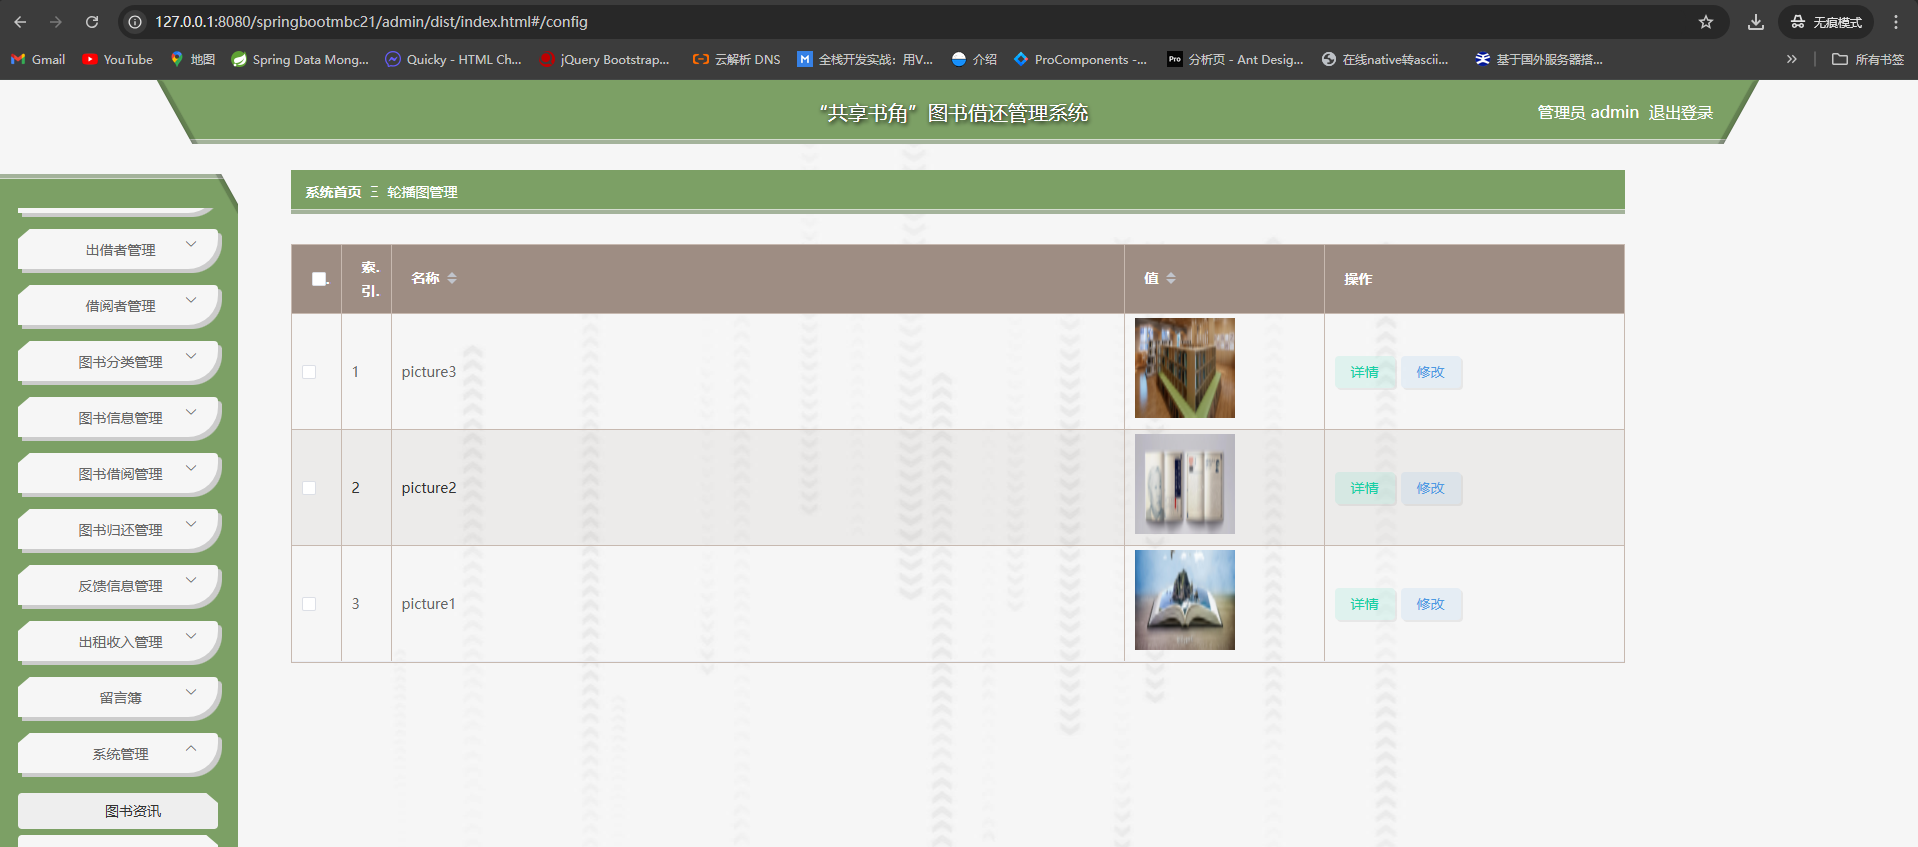 127.0.0.1:8080/springbootmbc21/admin/dist/index.html#/config
无痕模式
Gmail YouTube 地图 Spring Data Mong... Quicky - HTML Ch... jQuery Bootstrap... 云解析 DNS 全栈开发实战：用V... 介绍 ProComponents -... Pro 分析页 - Ant Desig... 在线native转ascii... 基于国外服务器搭... 所有书签
“共享书角”图书借还管理系统
管理员 admin 退出登录
系统首页 Ξ 轮播图管理
出借者管理
借阅者管理
图书分类管理
图书信息管理
图书借阅管理
图书归还管理
反馈信息管理
出租收入管理
留言簿
系统管理
图书资讯
索. 引. 名称 值 操作
1 picture3 详情 修改
2 picture2 详情 修改
3 picture1 详情 修改